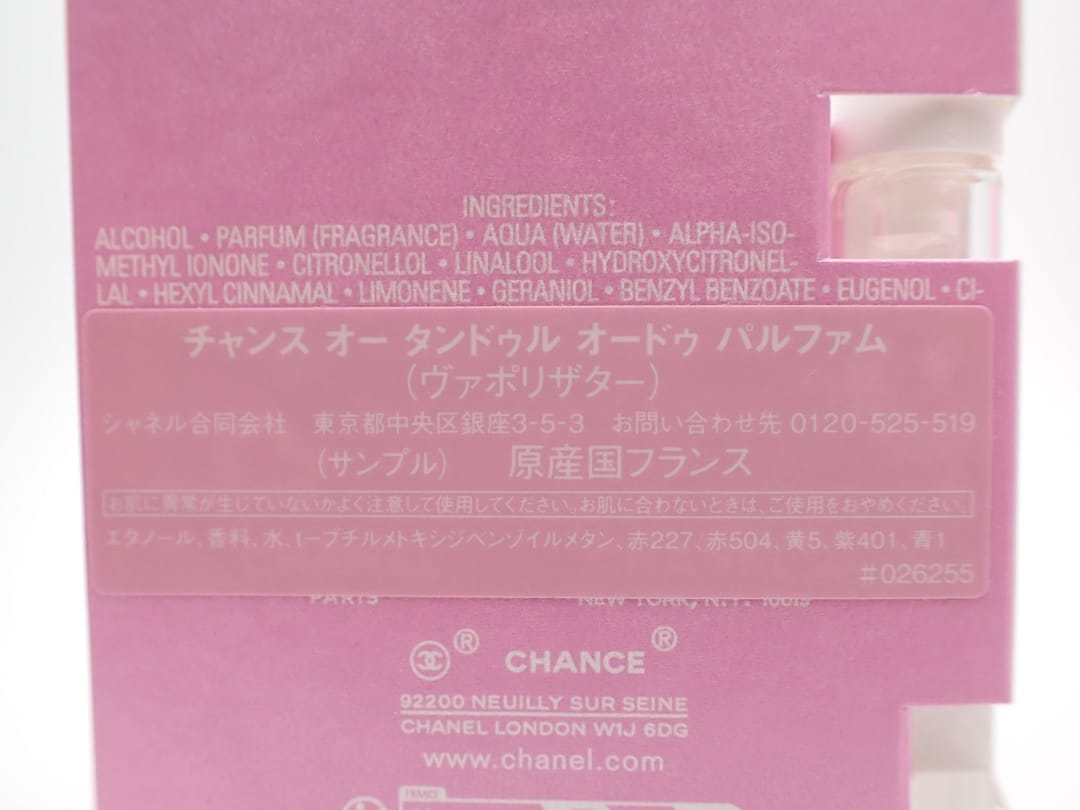 INGREDIENTS:
ALCOHOL • PARFUM (FRAGRANCE) • AQUA (WATER) • ALPHA-ISO-
METHYL IONONE • CITRONELLOL • LINALOOL • HYDROXYCITRONEL-
LAL • HEXYL CINNAMAL • LIMONENE • GERANIOL • BENZYL BENZOATE • EUGENOL • CI-
チャンス オー タンドゥル オードゥ パルファム
(ヴァポリザター)
シャネル合同会社 東京都中央区銀座3-5-3 お問い合わせ先 0120-525-519
(サンプル) 原産国フランス
お肌に異常が生じていないかよく注意して使用してください。お肌に合わないときは、ご使用をおやめください。
エタノール、香料、水、t-ブチルメトキシジベンゾイルメタン、赤227、赤504、黄5、紫401、青1
#026255
PARIS NEW YORK, N.Y. 10019
® CHANCE ®
92200 NEUILLY SUR SEINE
CHANEL LONDON W1J 6DG
www.chanel.com
FRANCE